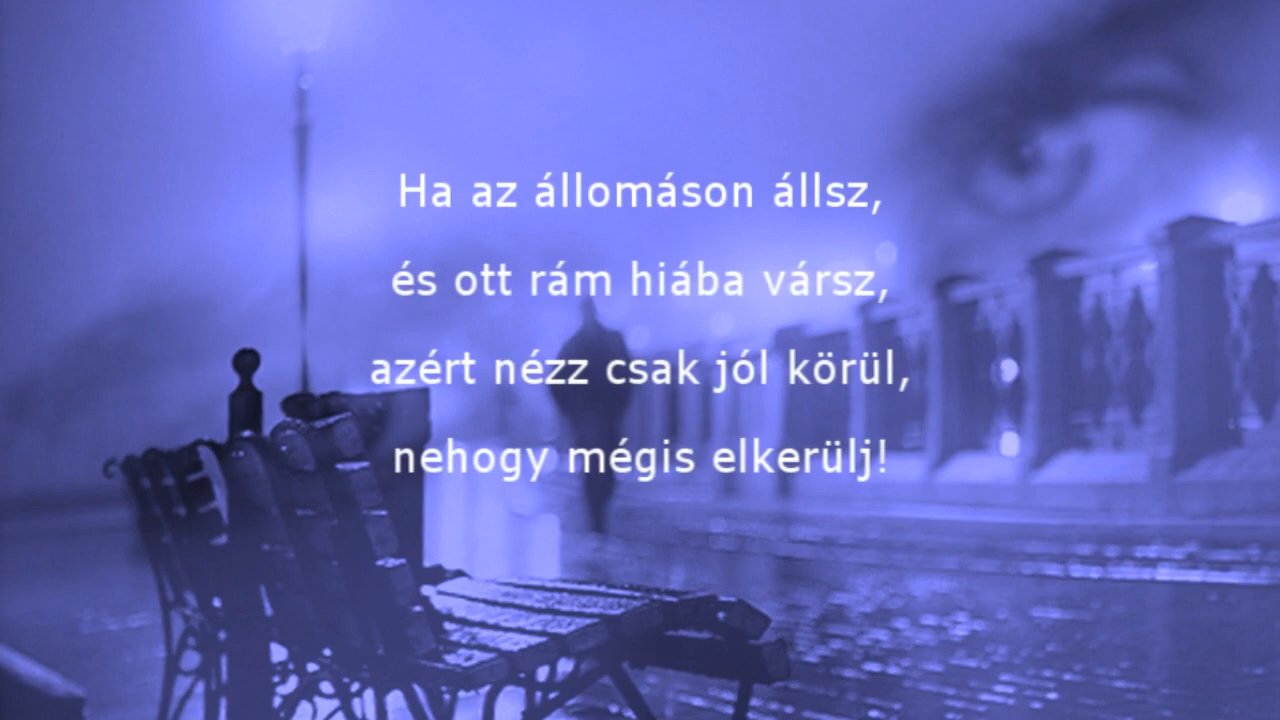 Ha az állomáson állsz,
és ott rám hiába vársz,
azért nézz csak jól körül,
nehogy mégis elkerülj!